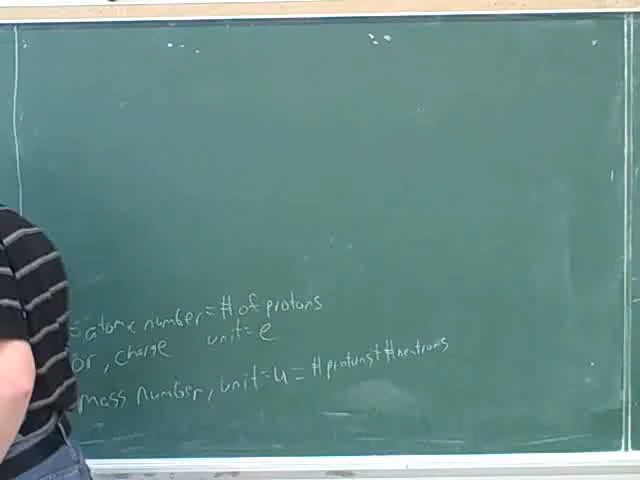 = atomic number = # of protons
or, charge unit = e
mass number, unit = u = # protons + # neutrons